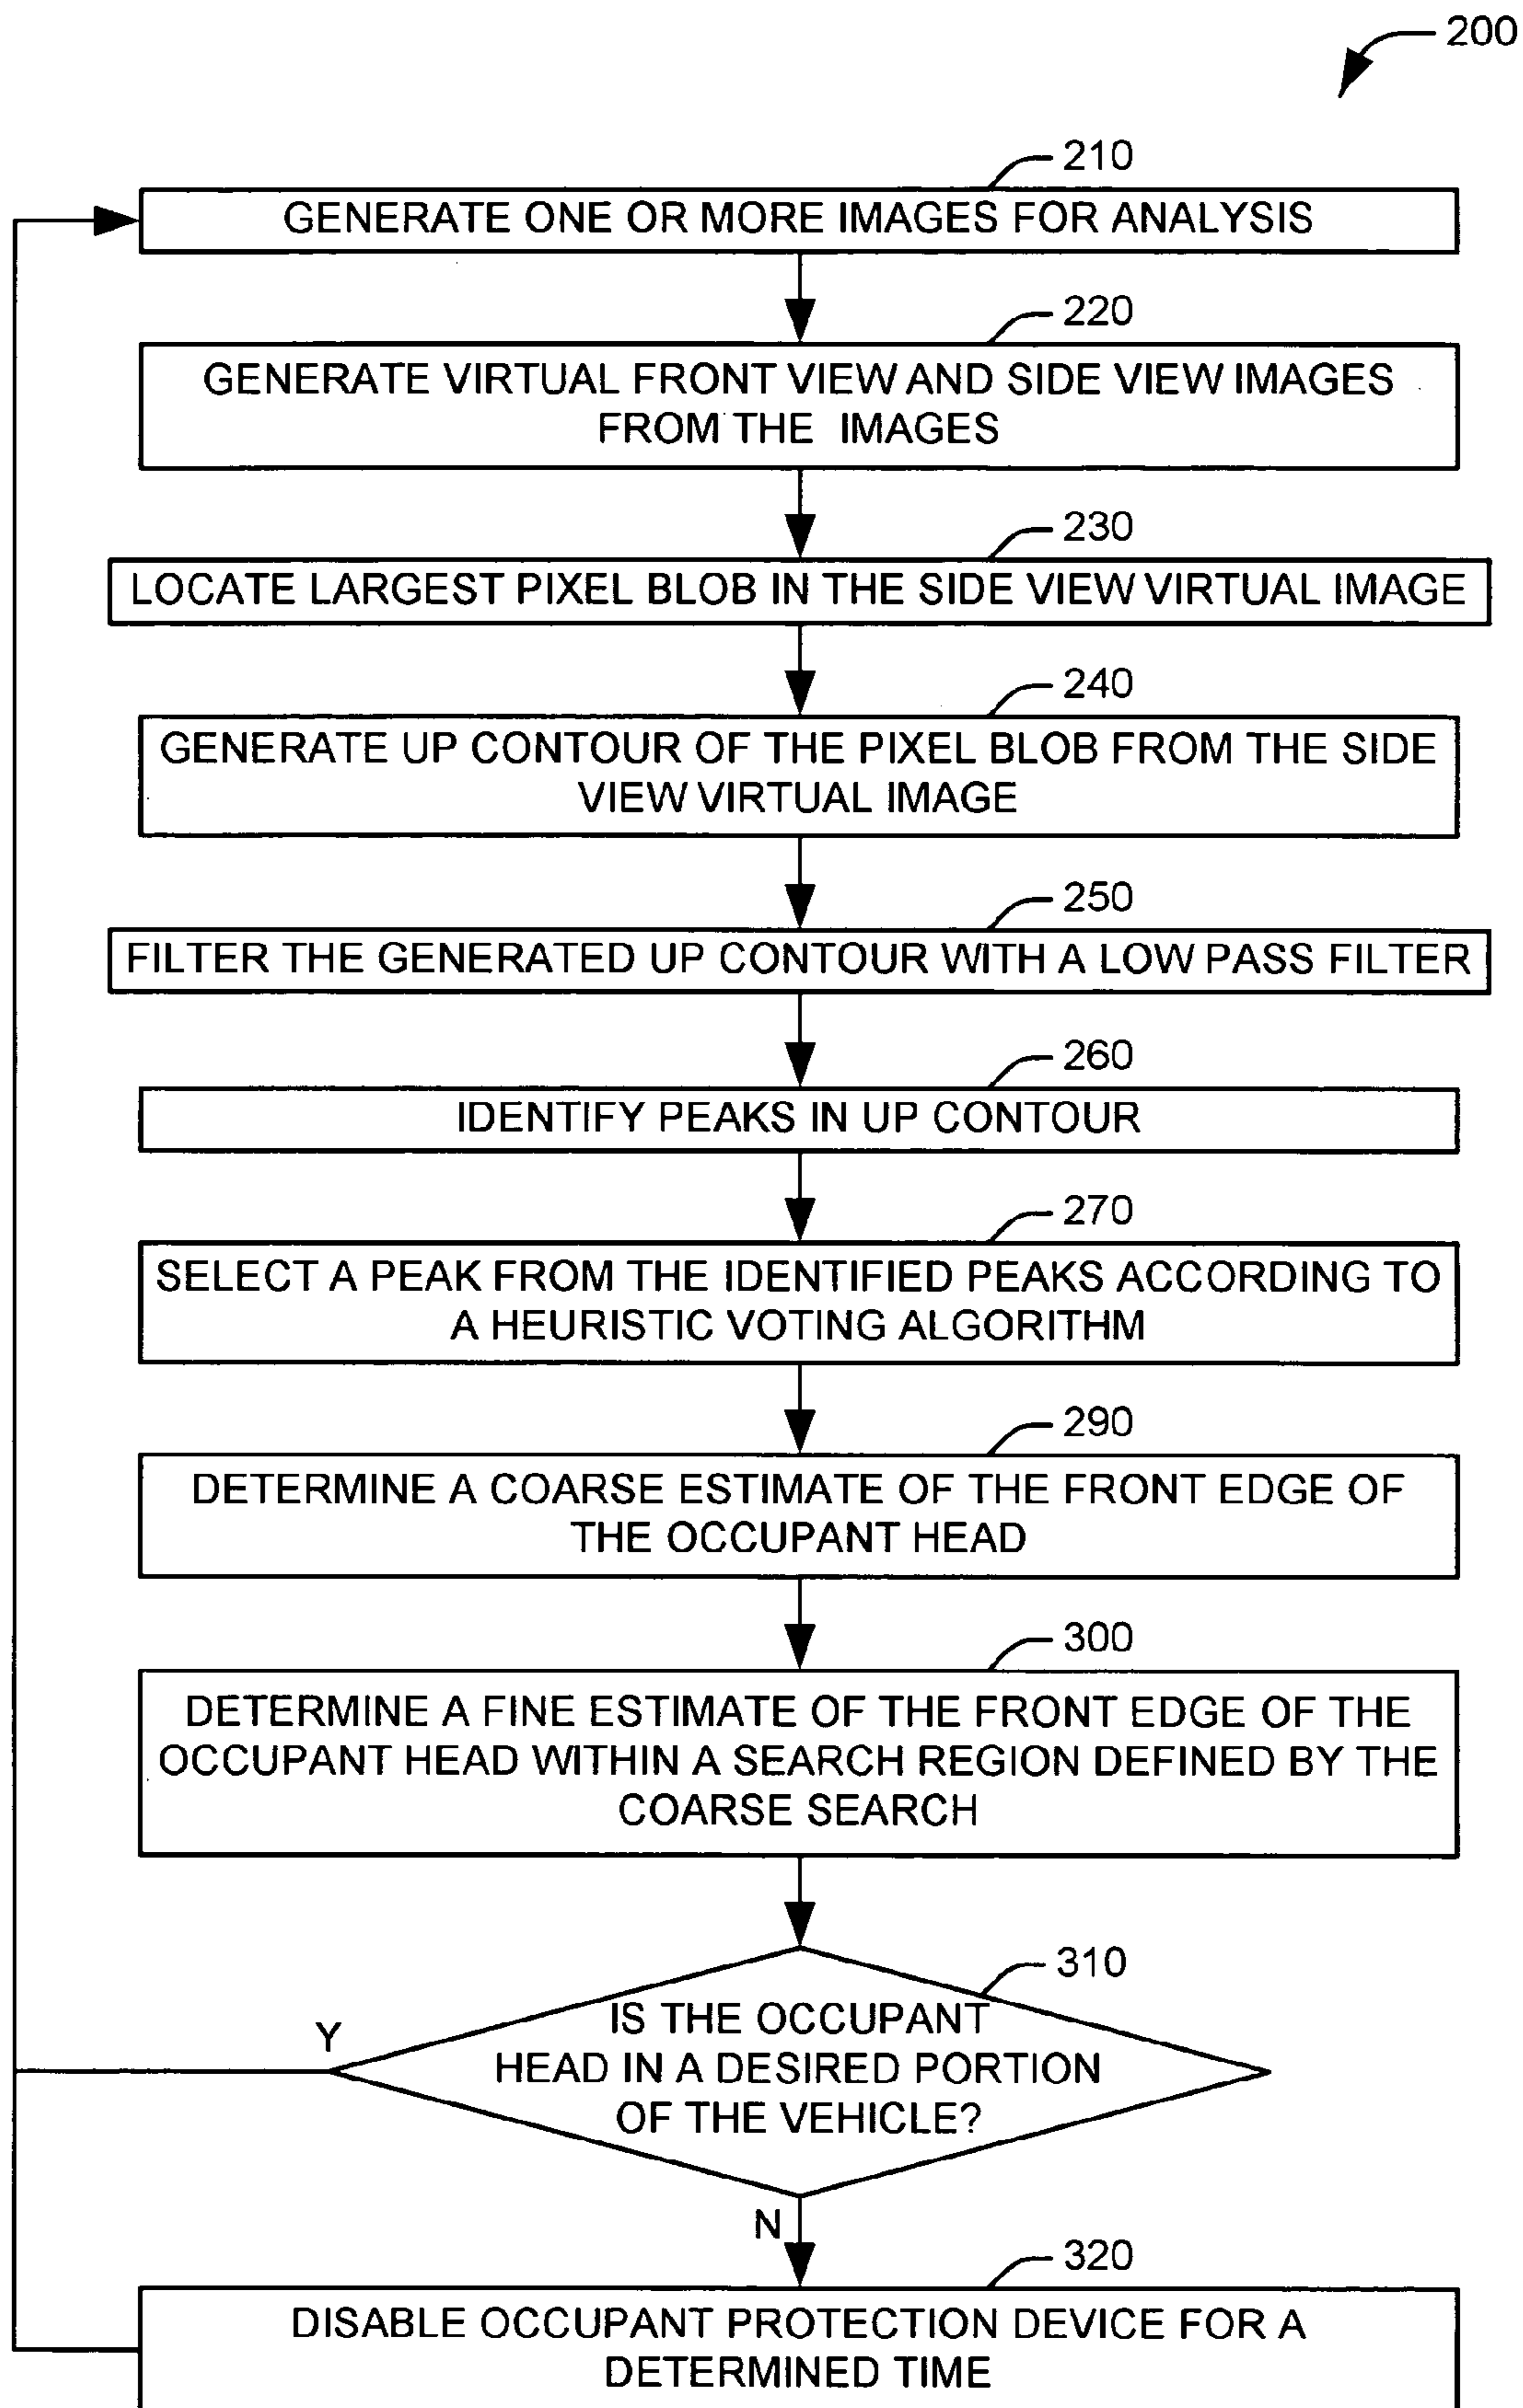 200
210
GENERATE ONE OR MORE IMAGES FOR ANALYSIS
220
GENERATE VIRTUAL FRONT VIEW AND SIDE VIEW IMAGES
FROM THE IMAGES
230
LOCATE LARGEST PIXEL BLOB IN THE SIDE VIEW VIRTUAL IMAGE
240
GENERATE UP CONTOUR OF THE PIXEL BLOB FROM THE SIDE
VIEW VIRTUAL IMAGE
250
FILTER THE GENERATED UP CONTOUR WITH A LOW PASS FILTER
260
IDENTIFY PEAKS IN UP CONTOUR
270
SELECT A PEAK FROM THE IDENTIFIED PEAKS ACCORDING TO
A HEURISTIC VOTING ALGORITHM
290
DETERMINE A COARSE ESTIMATE OF THE FRONT EDGE OF
THE OCCUPANT HEAD
300
DETERMINE A FINE ESTIMATE OF THE FRONT EDGE OF THE
OCCUPANT HEAD WITHIN A SEARCH REGION DEFINED BY THE
COARSE SEARCH
310
IS THE OCCUPANT
HEAD IN A DESIRED PORTION
OF THE VEHICLE?
Y
N
320
DISABLE OCCUPANT PROTECTION DEVICE FOR A
DETERMINED TIME